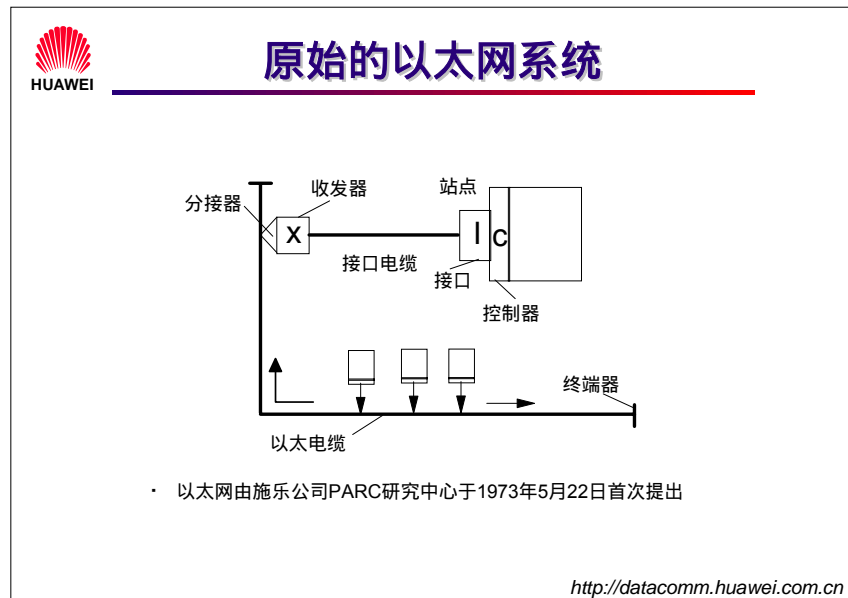 HUAWEI
原始的以太网系统
分接器
收发器
站点
X
I
C
接口电缆
接口
控制器
终端器
以太电缆
· 以太网由施乐公司PARC研究中心于1973年5月22日首次提出
http://datacomm.huawei.com.cn